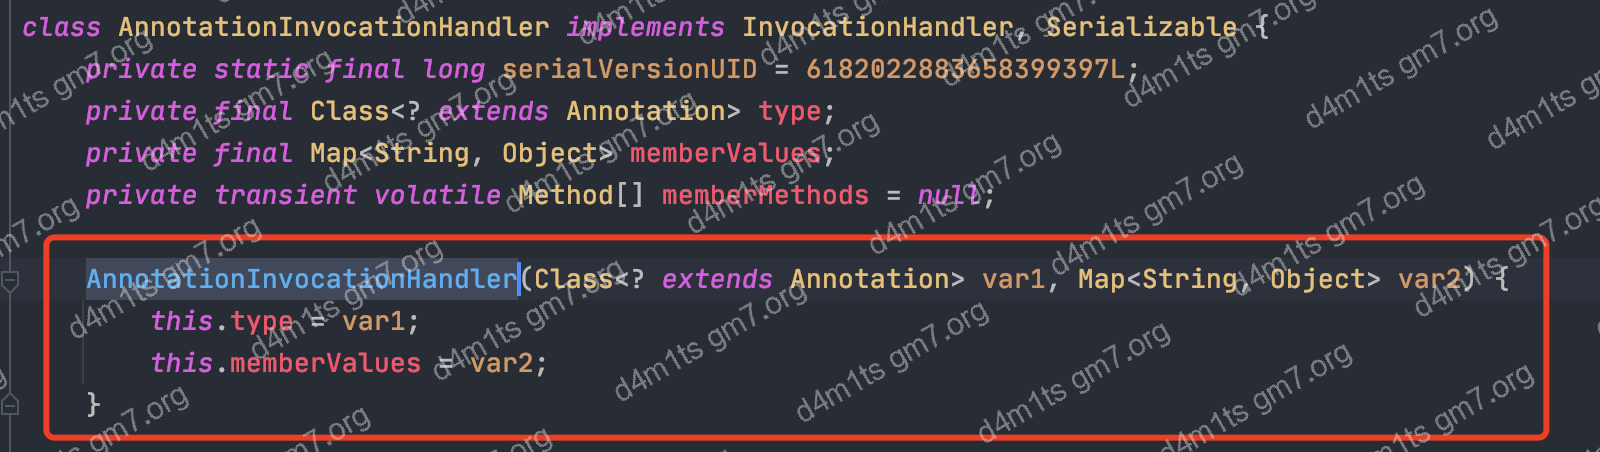 class AnnotationInvocationHandler implements InvocationHandler, Serializable {
private static final long serialVersionUID = 6182022883658399397L;
private final Class<? extends Annotation> type;
private final Map<String, Object> memberValues;
private transient volatile Method[] memberMethods = null;
AnnotationInvocationHandler(Class<? extends Annotation> var1, Map<String, Object> var2) {
this.type = var1;
this.memberValues = var2;
}
d4m1ts gm7.org